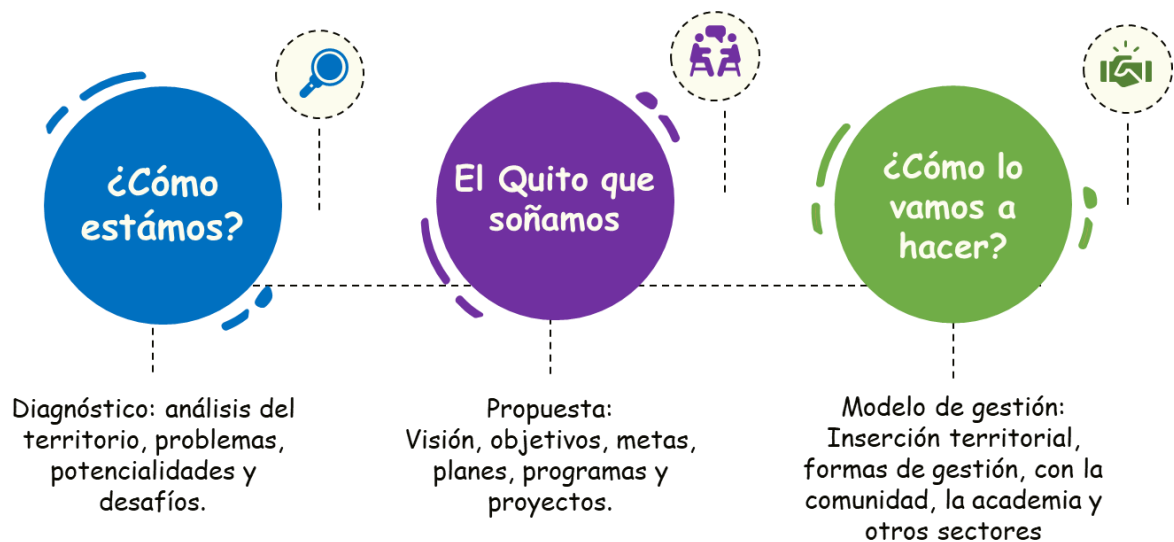 ¿Cómo
estámos?
El Quito que
soñamos
¿Cómo lo
vamos a
hacer?
Diagnóstico: análisis del
territorio, problemas,
potencialidades y
desafíos.
Propuesta:
Visión, objetivos, metas,
planes, programas y
proyectos.
Modelo de gestión:
Inserción territorial,
formas de gestión, con la
comunidad, la academia y
otros sectores